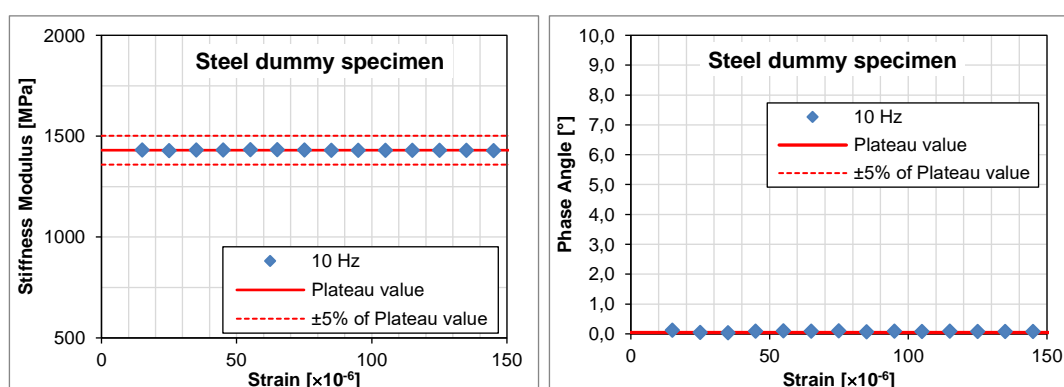 Steel dummy specimen
Stiffness Modulus [MPa]
2000
1500
1000
500
10 Hz
Plateau value
±5% of Plateau value
0
50
100
150
Strain [×10⁻⁶]
Steel dummy specimen
Phase Angle [°]
10,0
9,0
8,0
7,0
6,0
5,0
4,0
3,0
2,0
1,0
0,0
10 Hz
Plateau value
±5% of Plateau value
0
50
100
150
Strain [×10⁻⁶]